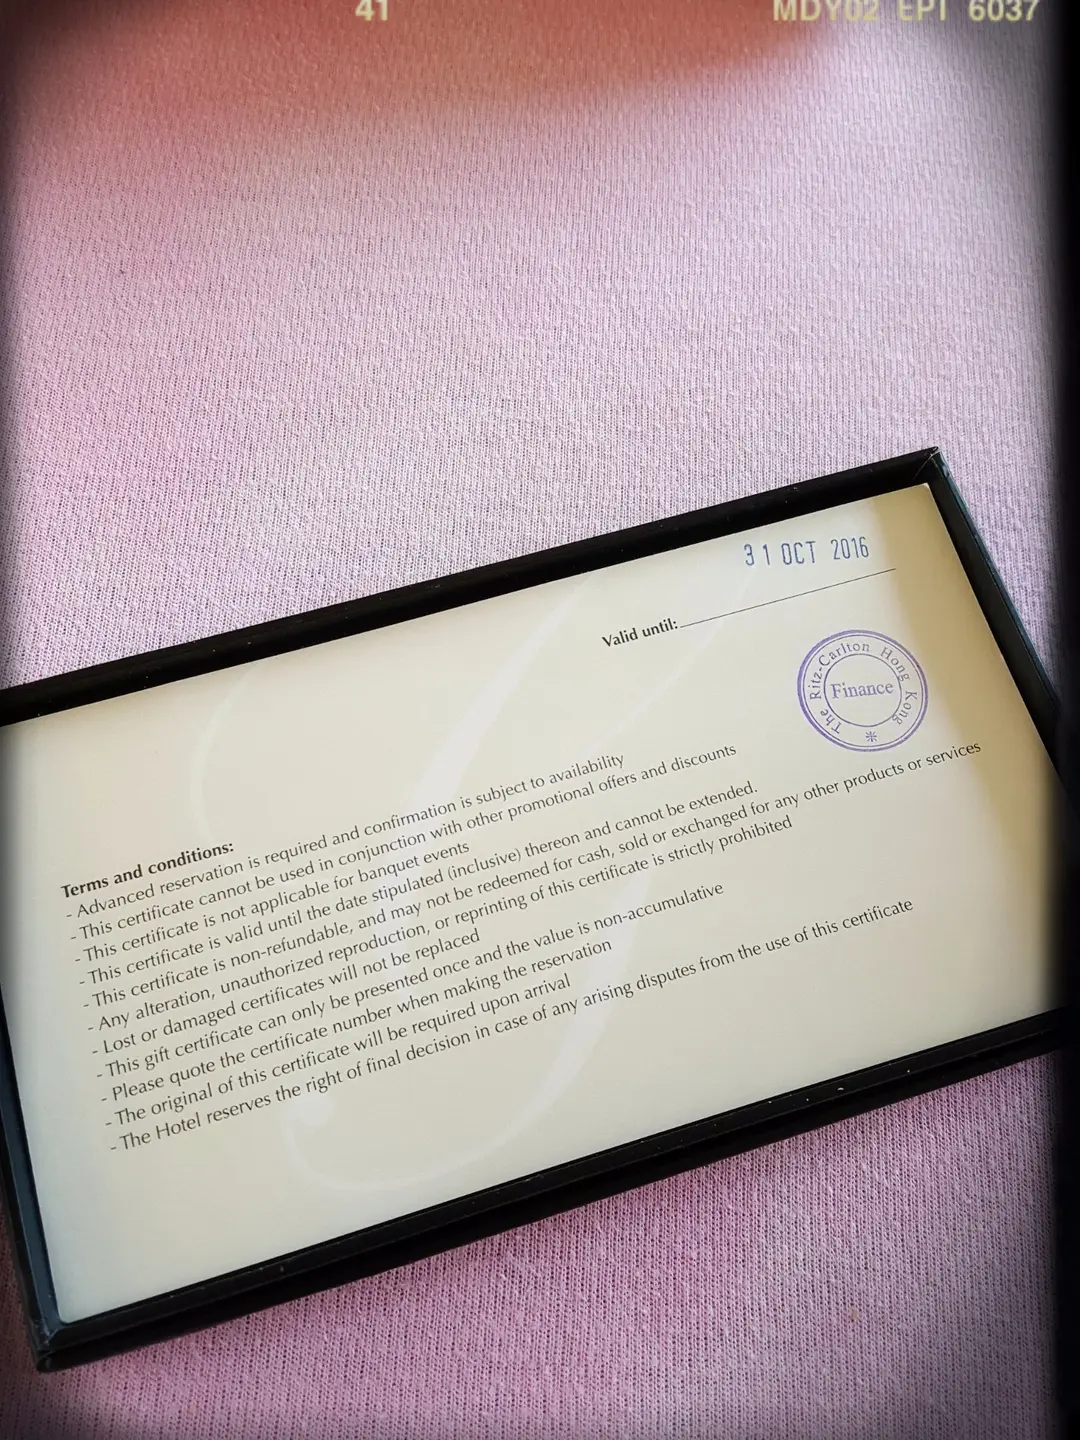 41 MDY02 EPT 6037
31 OCT 2016
Valid until:
The Ritz-Carlton Hong Kong
Finance
Terms and conditions:
- Advanced reservation is required and confirmation is subject to availability
- This certificate cannot be used in conjunction with other promotional offers and discounts
- This certificate is not applicable for banquet events
- This certificate is valid until the date stipulated (inclusive) thereon and cannot be extended.
- This certificate is non-refundable, and may not be redeemed for cash, sold or exchanged for any other products or services
- Any alteration, unauthorized reproduction, or reprinting of this certificate is strictly prohibited
- Lost or damaged certificates will not be replaced
- This gift certificate can only be presented once and the value is non-accumulative
- Please quote the certificate number when making the reservation
- The original of this certificate will be required upon arrival
- The Hotel reserves the right of final decision in case of any arising disputes from the use of this certificate